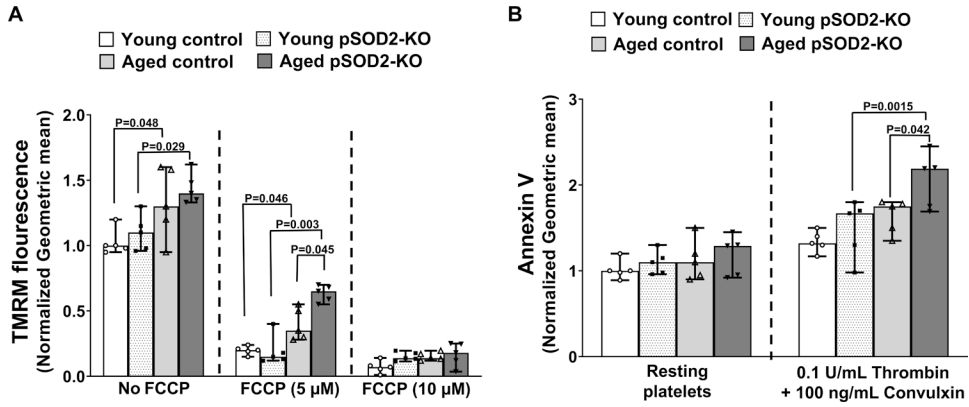 A
Young control
Young pSOD2-KO
Aged control
Aged pSOD2-KO
TMRM flourescence
(Normalized Geometric mean)
2.0
1.5
1.0
0.5
0.0
P=0.048
P=0.029
P=0.046
P=0.003
P=0.045
No FCCP
FCCP (5 µM)
FCCP (10 µM)
B
Young control
Young pSOD2-KO
Aged control
Aged pSOD2-KO
Annexin V
(Normalized Geometric mean)
3
2
1
0
P=0.0015
P=0.042
Resting
platelets
0.1 U/mL Thrombin
+ 100 ng/mL Convulxin